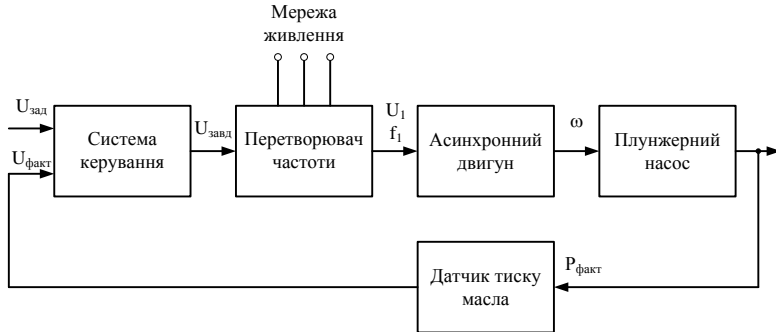 Мережа
живлення
Uзад
Uфакт
Система
керування
Uзавд
Перетворювач
частоти
U1
f1
Асинхронний
двигун
ω
Плунжерний
насос
Датчик тиску
масла
Pфакт